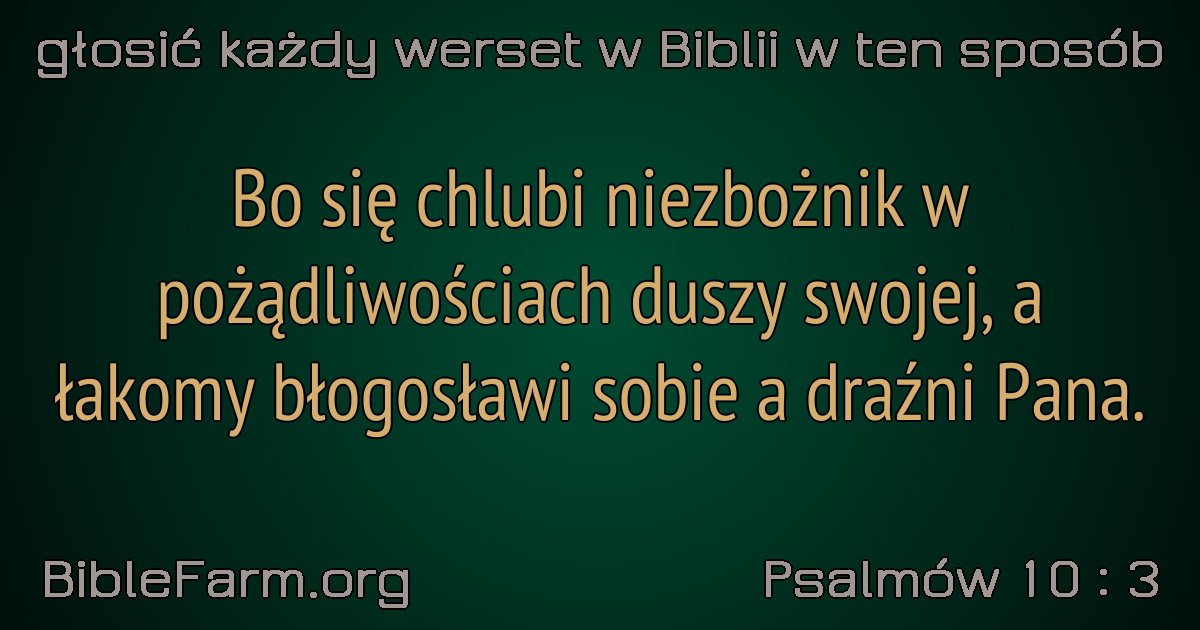 głosić każdy werset w Biblii w ten sposób
Bo się chlubi niezbożnik w
pożądliwościach duszy swojej, a
łakomy błogosławi sobie a draźni Pana.
BibleFarm.org
Psalmów 10 : 3